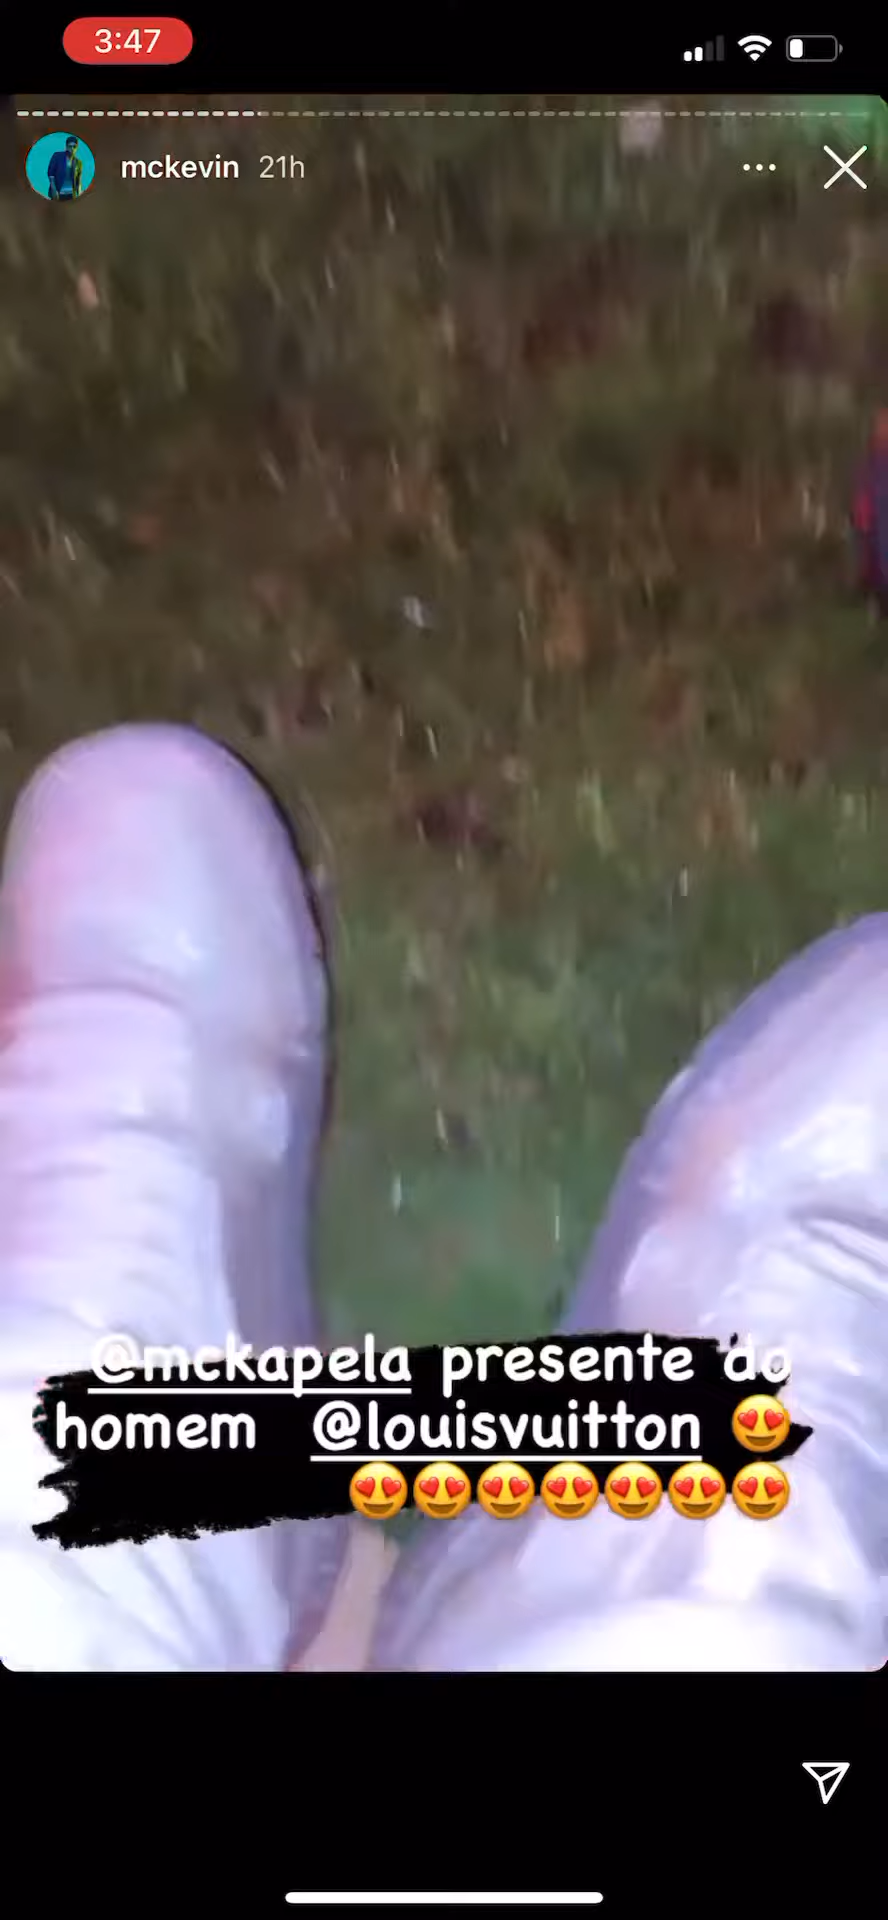 3:47
mckevin 21h
@mckapela presente do
homem @louisvuitton 😍
😍😍😍😍😍😍😍